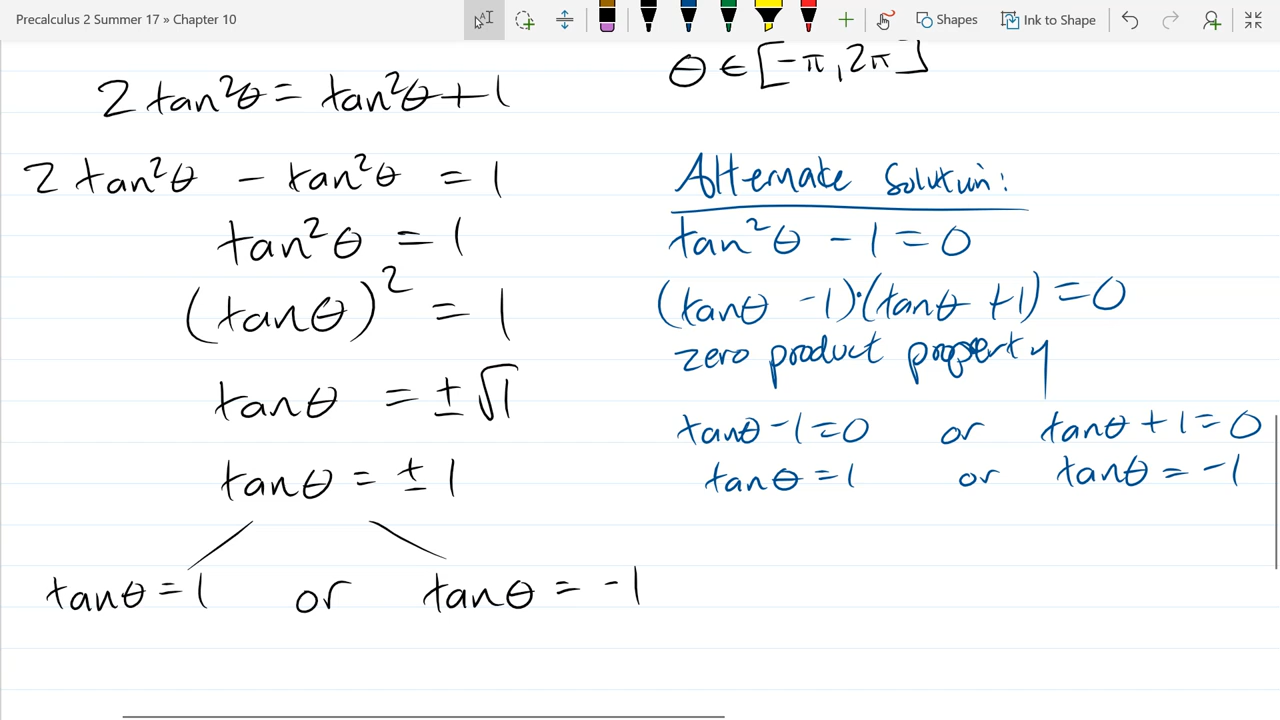 Precalculus 2 Summer 17 » Chapter 10
Shapes
Ink to Shape
θ ∈ [-π, 2π]
2 tan²θ = tan²θ + 1
2 tan²θ - tan²θ = 1
tan²θ = 1
(tanθ)² = 1
tanθ = ±√1
tanθ = ±1
tanθ = 1 or tanθ = -1
Alternate Solution:
tan²θ - 1 = 0
(tanθ - 1)·(tanθ + 1) = 0
zero product property
tanθ - 1 = 0 or tanθ + 1 = 0
tanθ = 1 or tanθ = -1